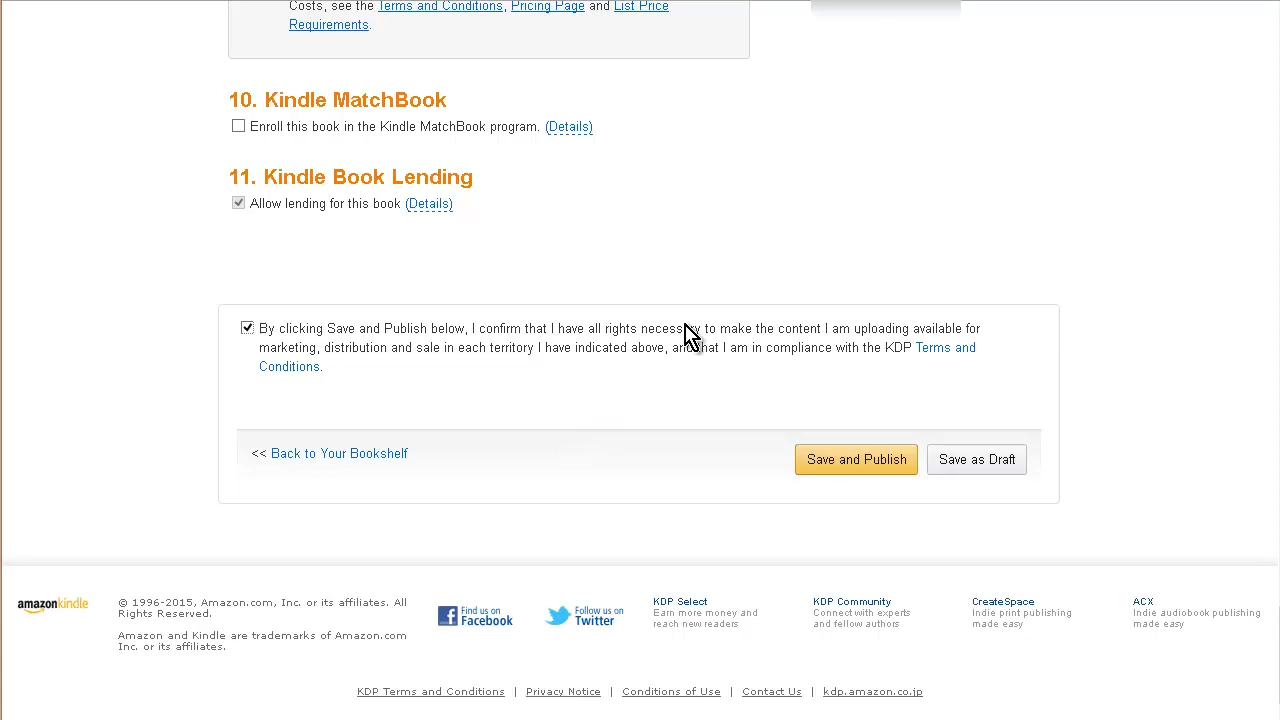 Costs, see the Terms and Conditions, Pricing Page and List Price
Requirements.
10. Kindle MatchBook
Enroll this book in the Kindle MatchBook program. (Details)
11. Kindle Book Lending
Allow lending for this book (Details)
By clicking Save and Publish below, I confirm that I have all rights necessary to make the content I am uploading available for
marketing, distribution and sale in each territory I have indicated above, and that I am in compliance with the KDP Terms and
Conditions.
<< Back to Your Bookshelf
Save and Publish
Save as Draft
amazonkindle
© 1996-2015, Amazon.com, Inc. or its affiliates. All
Rights Reserved.
Amazon and Kindle are trademarks of Amazon.com
Inc. or its affiliates.
Find us on
Facebook
Follow us on
Twitter
KDP Select
Earn more money and
reach new readers
KDP Community
Connect with experts
and fellow authors
CreateSpace
Indie print publishing
made easy
ACX
Indie audiobook publishing
made easy
KDP Terms and Conditions | Privacy Notice | Conditions of Use | Contact Us | kdp.amazon.co.jp